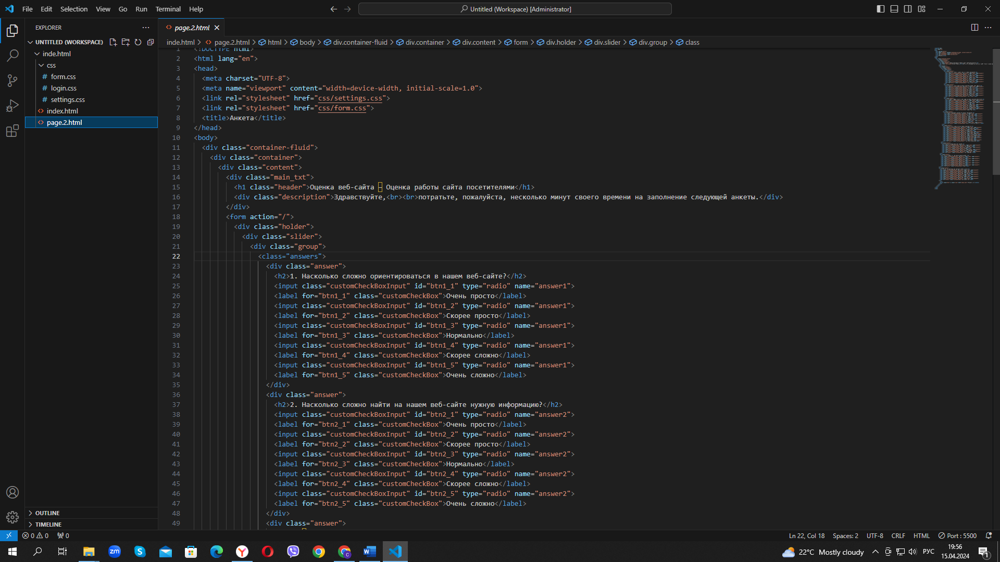 File Edit Selection View Go Run Terminal Help
Untitled (Workspace) [Administrator]
EXPLORER
UNTITLED (WORKSPACE)
inde.html
css
# form.css
# login.css
# settings.css
<> index.html
<> page.2.html
OUTLINE
TIMELINE
<> page.2.html
inde.html > <> page.2.html > html > body > div.container-fluid > div.container > div.content > form > div.holder > div.slider > div.group > class
1 <!DOCTYPE html>
2 <html lang="en">
3 <head>
4 <meta charset="UTF-8">
5 <meta name="viewport" content="width=device-width, initial-scale=1.0">
6 <link rel="stylesheet" href="css/settings.css">
7 <link rel="stylesheet" href="css/form.css">
8 <title>Анкета</title>
9 </head>
10 <body>
11 <div class="container-fluid">
12 <div class="container">
13 <div class="content">
14 <div class="main_txt">
15 <h1 class="header">Оценка веб-сайта – Оценка работы сайта посетителями</h1>
16 <div class="description">Здравствуйте,<br><br>потратьте, пожалуйста, несколько минут своего времени на заполнение следующей анкеты.</div>
17 </div>
18 <form action="/">
19 <div class="holder">
20 <div class="slider">
21 <div class="group">
22 <class="answers">
23 <div class="answer">
24 <h2>1. Насколько сложно ориентироваться в нашем веб-сайте?</h2>
25 <input class="customCheckBoxInput" id="btn1_1" type="radio" name="answer1">
26 <label for="btn1_1" class="customCheckBox">Очень просто</label>
27 <input class="customCheckBoxInput" id="btn1_2" type="radio" name="answer1">
28 <label for="btn1_2" class="customCheckBox">Скорее просто</label>
29 <input class="customCheckBoxInput" id="btn1_3" type="radio" name="answer1">
30 <label for="btn1_3" class="customCheckBox">Нормально</label>
31 <input class="customCheckBoxInput" id="btn1_4" type="radio" name="answer1">
32 <label for="btn1_4" class="customCheckBox">Скорее сложно</label>
33 <input class="customCheckBoxInput" id="btn1_5" type="radio" name="answer1">
34 <label for="btn1_5" class="customCheckBox">Очень сложно</label>
35 </div>
36 <div class="answer">
37 <h2>2. Насколько сложно найти на нашем веб-сайте нужную информацию?</h2>
38 <input class="customCheckBoxInput" id="btn2_1" type="radio" name="answer2">
39 <label for="btn2_1" class="customCheckBox">Очень просто</label>
40 <input class="customCheckBoxInput" id="btn2_2" type="radio" name="answer2">
41 <label for="btn2_2" class="customCheckBox">Скорее просто</label>
42 <input class="customCheckBoxInput" id="btn2_3" type="radio" name="answer2">
43 <label for="btn2_3" class="customCheckBox">Нормально</label>
44 <input class="customCheckBoxInput" id="btn2_4" type="radio" name="answer2">
45 <label for="btn2_4" class="customCheckBox">Скорее сложно</label>
46 <input class="customCheckBoxInput" id="btn2_5" type="radio" name="answer2">
47 <label for="btn2_5" class="customCheckBox">Очень сложно</label>
48 </div>
49 <div class="answer">
0 0 0 Ln 22, Col 18 Spaces: 2 UTF-8 CRLF HTML Port : 5500
zm 22°C Mostly cloudy РУС 19:56
15.04.2024 1